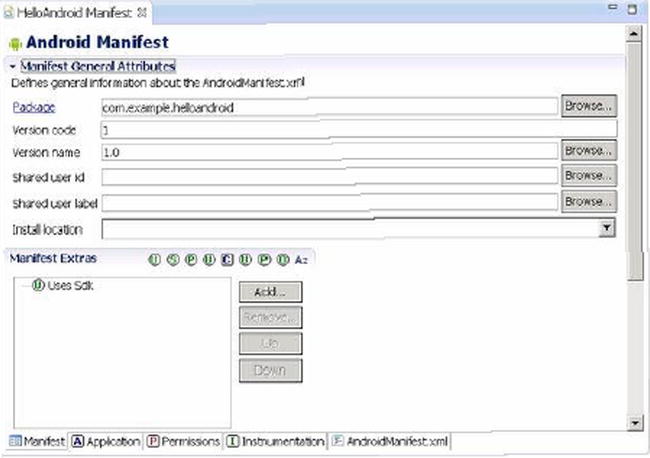 HelloAndroid Manifest
Android Manifest
Manifest General Attributes
Defines general information about the AndroidManifest.xml
Package com.example.helloandroid Browse...
Version code 1
Version name 1.0 Browse...
Shared user id Browse...
Shared user label Browse...
Install location
Manifest Extras U S P U C U P O Az
U Uses Sdk
Add...
Remove...
Up
Down
Manifest A Application P Permissions I Instrumentation F AndroidManifest.xml